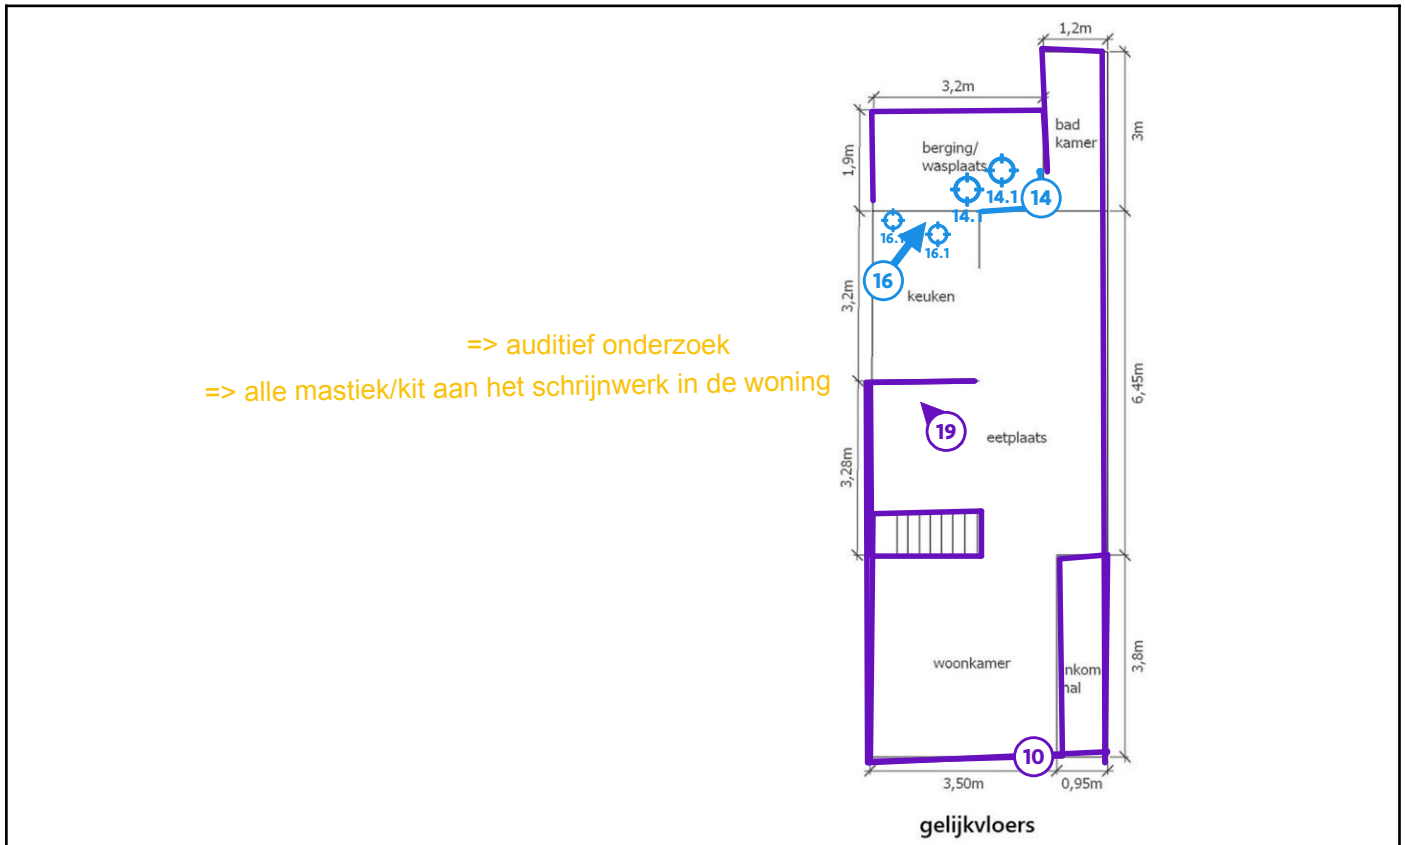 1,2m
3,2m
bad
kamer
3m
berging/
wasplaats
1,9m
14.1
14
14.1
16.1
16.1
16
keuken
3,2m
=> auditief onderzoek
=> alle mastiek/kit aan het schrijnwerk in de woning
6,45m
19
eetplaats
3,28m
woonkamer
nkom
hal
3,8m
10
3,50m
0,95m
gelijkvloers